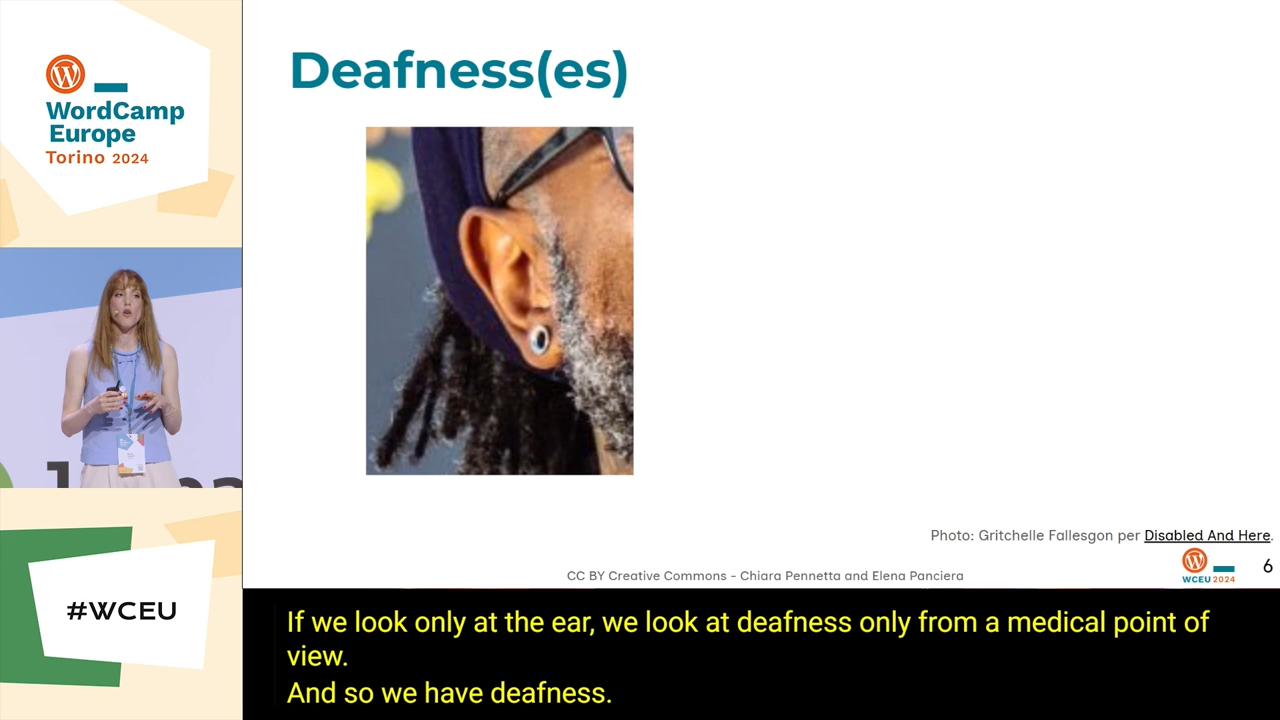 WordCamp
Europe
Torino 2024
#WCEU
Deafness(es)
Photo: Gritchelle Fallesgon per Disabled And Here.
CC BY Creative Commons - Chiara Pennetta and Elena Panciera
WCEU 2024
6
If we look only at the ear, we look at deafness only from a medical point of
view.
And so we have deafness.